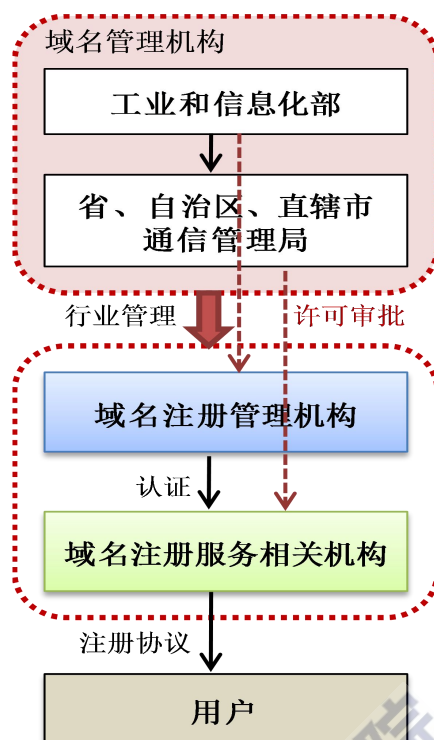 域名管理机构
工业和信息化部
省、自治区、直辖市
通信管理局
行业管理
许可审批
域名注册管理机构
认证
域名注册服务相关机构
注册协议
用户
院